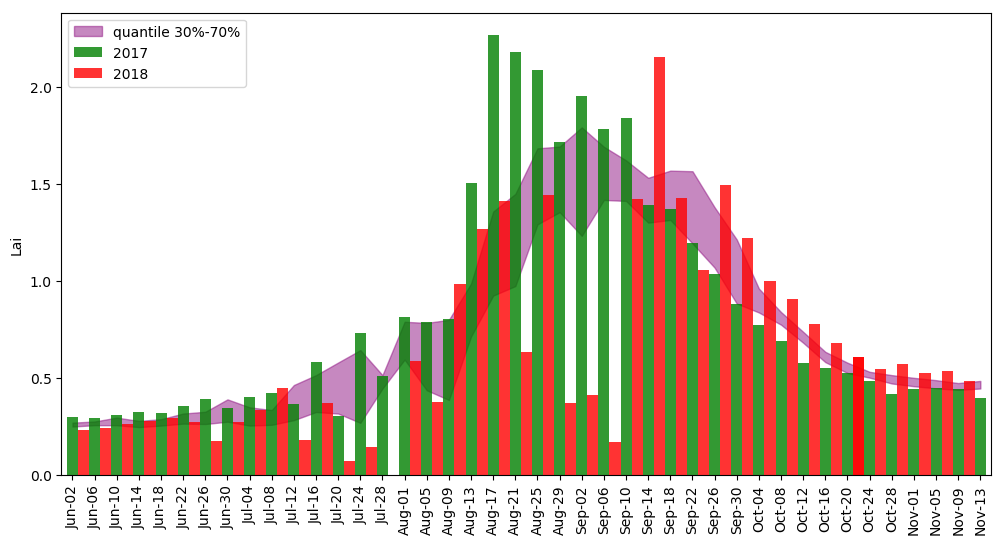 quantile 30%-70%
2017
2018
Lai
2.0
1.5
1.0
0.5
0.0
Jun-02
Jun-06
Jun-10
Jun-14
Jun-18
Jun-22
Jun-26
Jun-30
Jul-04
Jul-08
Jul-12
Jul-16
Jul-20
Jul-24
Jul-28
Aug-01
Aug-05
Aug-09
Aug-13
Aug-17
Aug-21
Aug-25
Aug-29
Sep-02
Sep-06
Sep-10
Sep-14
Sep-18
Sep-22
Sep-26
Sep-30
Oct-04
Oct-08
Oct-12
Oct-16
Oct-20
Oct-24
Oct-28
Nov-01
Nov-05
Nov-09
Nov-13